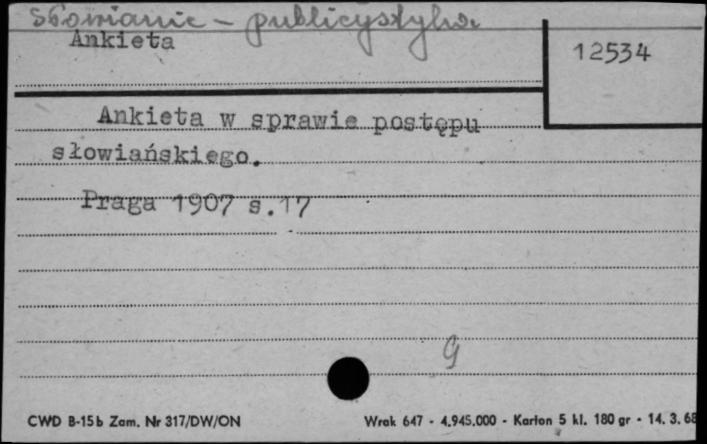 Słowianie - publicystyka
Ankieta
12534
Ankieta w sprawie postępu
słowiańskiego.
Praga 1907 s.17
g
CWD B-15b Zam. Nr 317/DW/ON
Wrak 647 - 4.945.000 - Karton 5 kl. 180 gr - 14. 3. 68